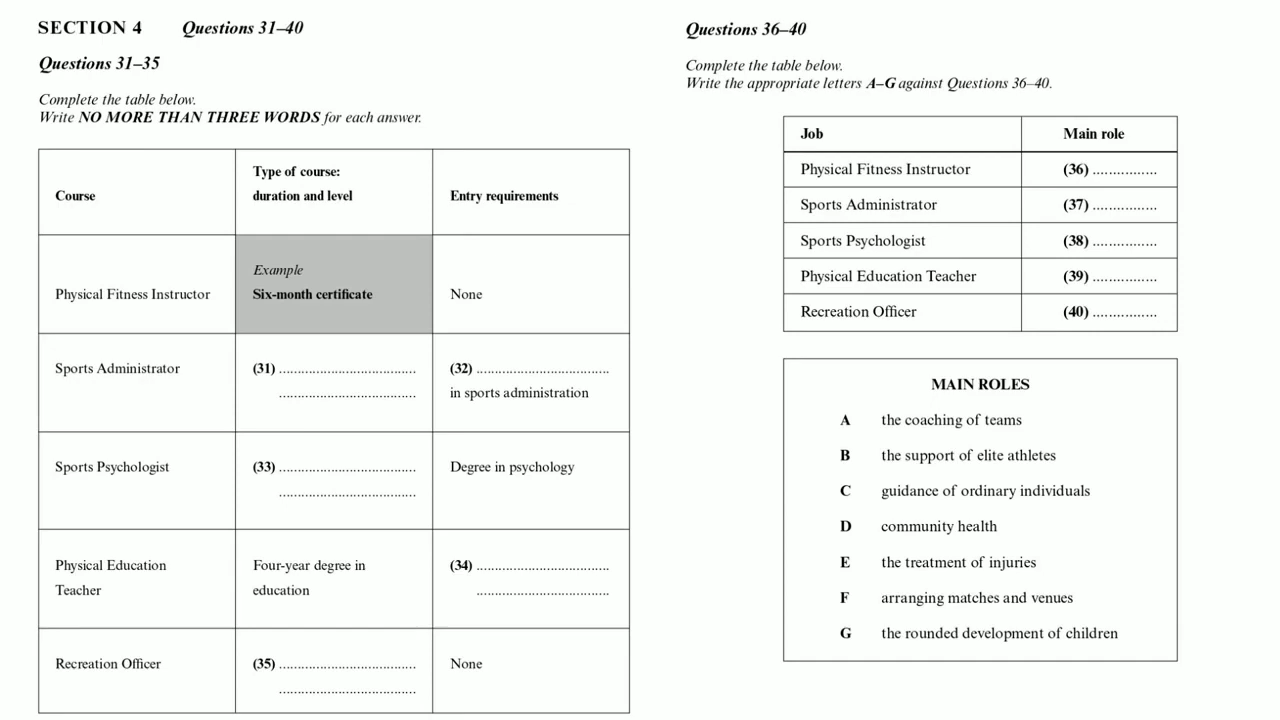 SECTION 4 Questions 31–40
Questions 31–35
Complete the table below.
Write NO MORE THAN THREE WORDS for each answer.
Course
Type of course:
duration and level
Entry requirements
Physical Fitness Instructor
Example
Six-month certificate
None
Sports Administrator
(31) ..................................
..................................
(32) ..................................
in sports administration
Sports Psychologist
(33) ..................................
..................................
Degree in psychology
Physical Education
Teacher
Four-year degree in
education
(34) ..................................
..................................
Recreation Officer
(35) ..................................
..................................
None
Questions 36–40
Complete the table below.
Write the appropriate letters A–G against Questions 36–40.
Job Main role
Physical Fitness Instructor (36) ................
Sports Administrator (37) ................
Sports Psychologist (38) ................
Physical Education Teacher (39) ................
Recreation Officer (40) ................
MAIN ROLES
A the coaching of teams
B the support of elite athletes
C guidance of ordinary individuals
D community health
E the treatment of injuries
F arranging matches and venues
G the rounded development of children